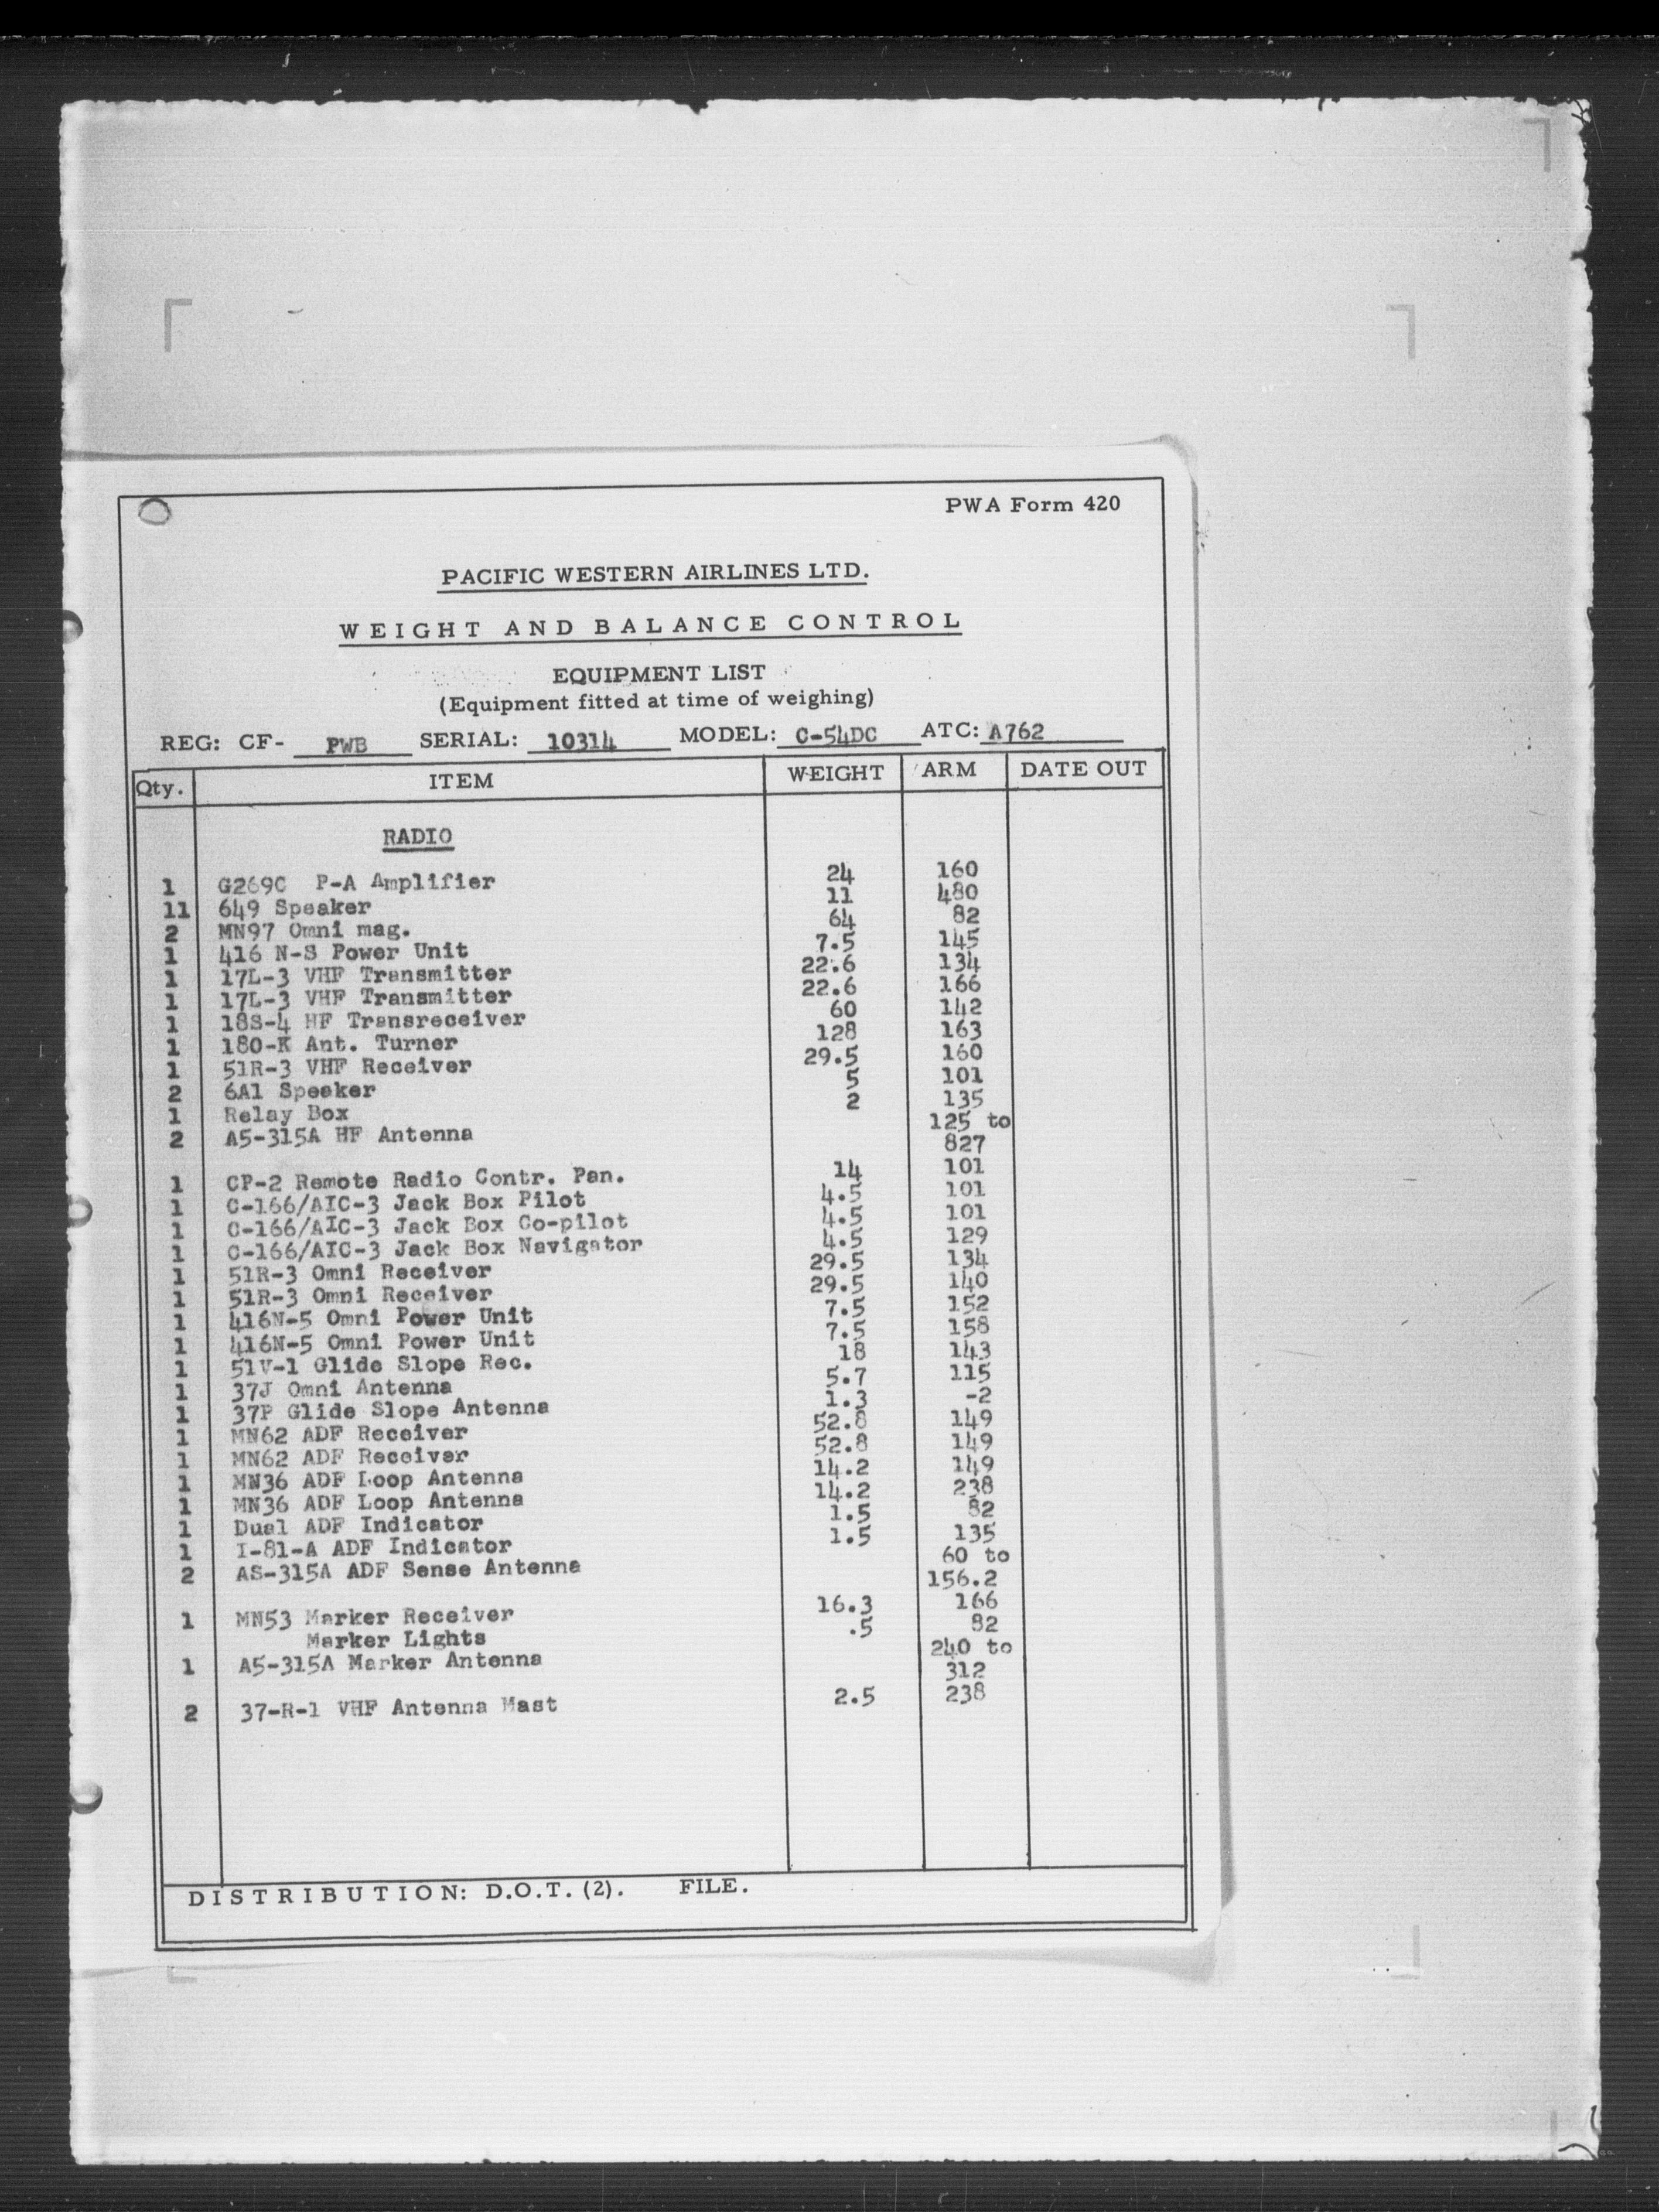 PWA Form 420
PACIFIC WESTERN AIRLINES LTD.
WEIGHT AND BALANCE CONTROL
EQUIPMENT LIST
(Equipment fitted at time of weighing)
REG: CF- PWB SERIAL: 10314 MODEL: C-54DC ATC: A762
Qty. ITEM WEIGHT ARM DATE OUT
RADIO
1 G269C P-A Amplifier 24 160
11 649 Speaker 11 480
2 MN97 Omni mag. 64 82
1 416 N-S Power Unit 7.5 145
1 17L-3 VHF Transmitter 22.6 134
1 17L-3 VHF Transmitter 22.6 166
1 18S-4 HF Transreceiver 60 142
1 180-K Ant. Turner 128 163
1 51R-3 VHF Receiver 29.5 160
2 6A1 Speaker 5 101
1 Relay Box 2 135
2 A5-315A HF Antenna 125 to
827
1 CP-2 Remote Radio Contr. Pan. 14 101
1 C-166/AIC-3 Jack Box Pilot 4.5 101
1 C-166/AIC-3 Jack Box Co-pilot 4.5 101
1 C-166/AIC-3 Jack Box Navigator 4.5 129
1 51R-3 Omni Receiver 29.5 134
1 51R-3 Omni Receiver 29.5 140
1 416N-5 Omni Power Unit 7.5 152
1 416N-5 Omni Power Unit 7.5 158
1 51V-1 Glide Slope Rec. 18 143
1 37J Omni Antenna 5.7 115
1 37P Glide Slope Antenna 1.3 -2
1 MN62 ADF Receiver 52.8 149
1 MN62 ADF Receiver 52.8 149
1 MN36 ADF Loop Antenna 14.2 149
1 MN36 ADF Loop Antenna 14.2 238
1 Dual ADF Indicator 1.5 82
1 I-81-A ADF Indicator 1.5 135
2 AS-315A ADF Sense Antenna 60 to
156.2
1 MN53 Marker Receiver 16.3 166
Marker Lights .5 82
1 A5-315A Marker Antenna 240 to
312
2 37-R-1 VHF Antenna Mast 2.5 238
DISTRIBUTION: D.O.T. (2). FILE.